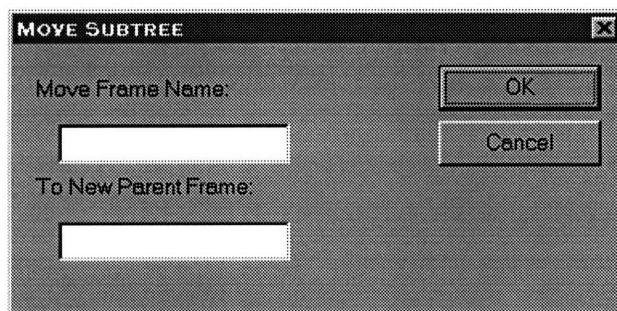 MOVE SUBTREE
Move Frame Name:
OK
Cancel
To New Parent Frame: